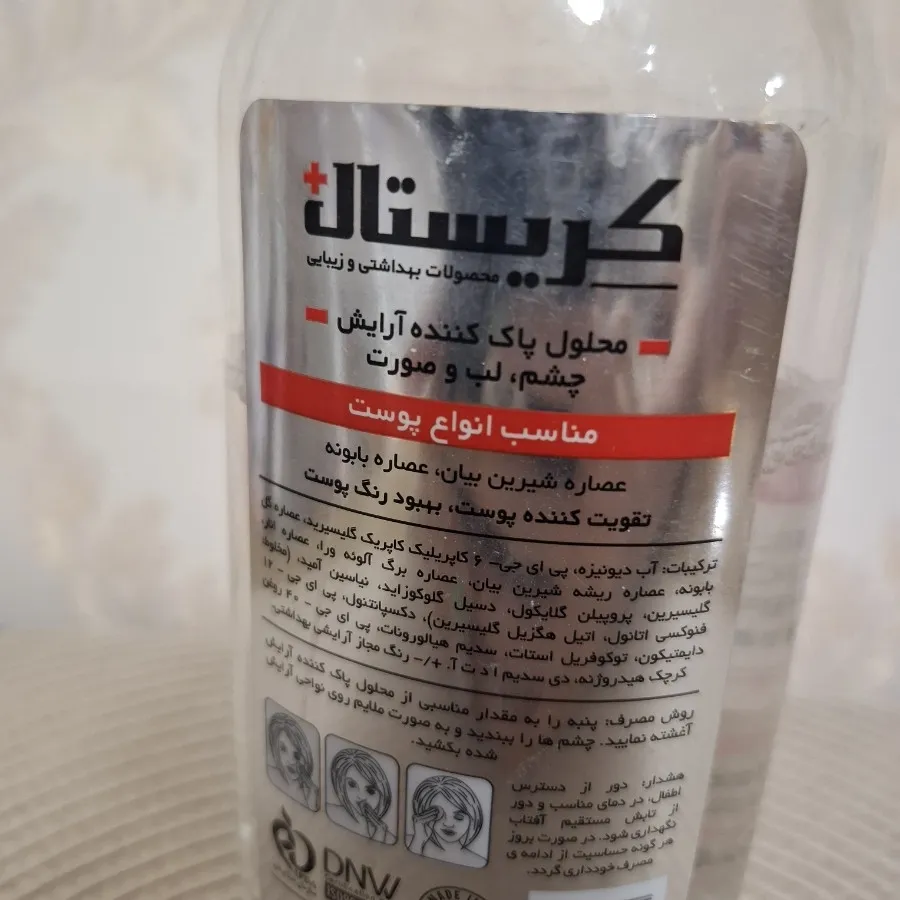 کریستال+
محصولات بهداشتی و زیبایی
محلول پاک کننده آرایش
چشم، لب و صورت
مناسب انواع پوست
عصاره شیرین بیان، عصاره بابونه
تقویت کننده پوست، بهبود رنگ پوست
ترکیبات: آب دیونیزه، پی ای جی- ۶ کاپریلیک کاپریک گلیسیرید، عصاره گل
بابونه، عصاره ریشه شیرین بیان، عصاره برگ آلوئه ورا، عصاره انار،
گلیسیرین، پروپیلن گلایکول، دسیل گلوکوزاید، نیاسین آمید، (مخلوط
فنوکسی اتانول، اتیل هگزیل گلیسیرین)، دکسپانتنول، پی ای جی - ۱۲
دایمتیکون، توکوفریل استات، سدیم هیالورونات، پی ای جی - ۴۰ روغن
کرچک هیدروژنه، دی سدیم ا د ت آ. +/- رنگ مجاز آرایشی بهداشتی.
روش مصرف: پنبه را به مقدار مناسبی از محلول پاک کننده آرایش
آغشته نمایید. چشم ها را ببندید و به صورت ملایم روی نواحی آرایش
شده بکشید.
هشدار: دور از دسترس
اطفال، در دمای مناسب و دور
از تابش مستقیم آفتاب
نگهداری شود. در صورت بروز
هر گونه حساسیت از ادامه ی
مصرف خودداری گردد.
DNW
MADE